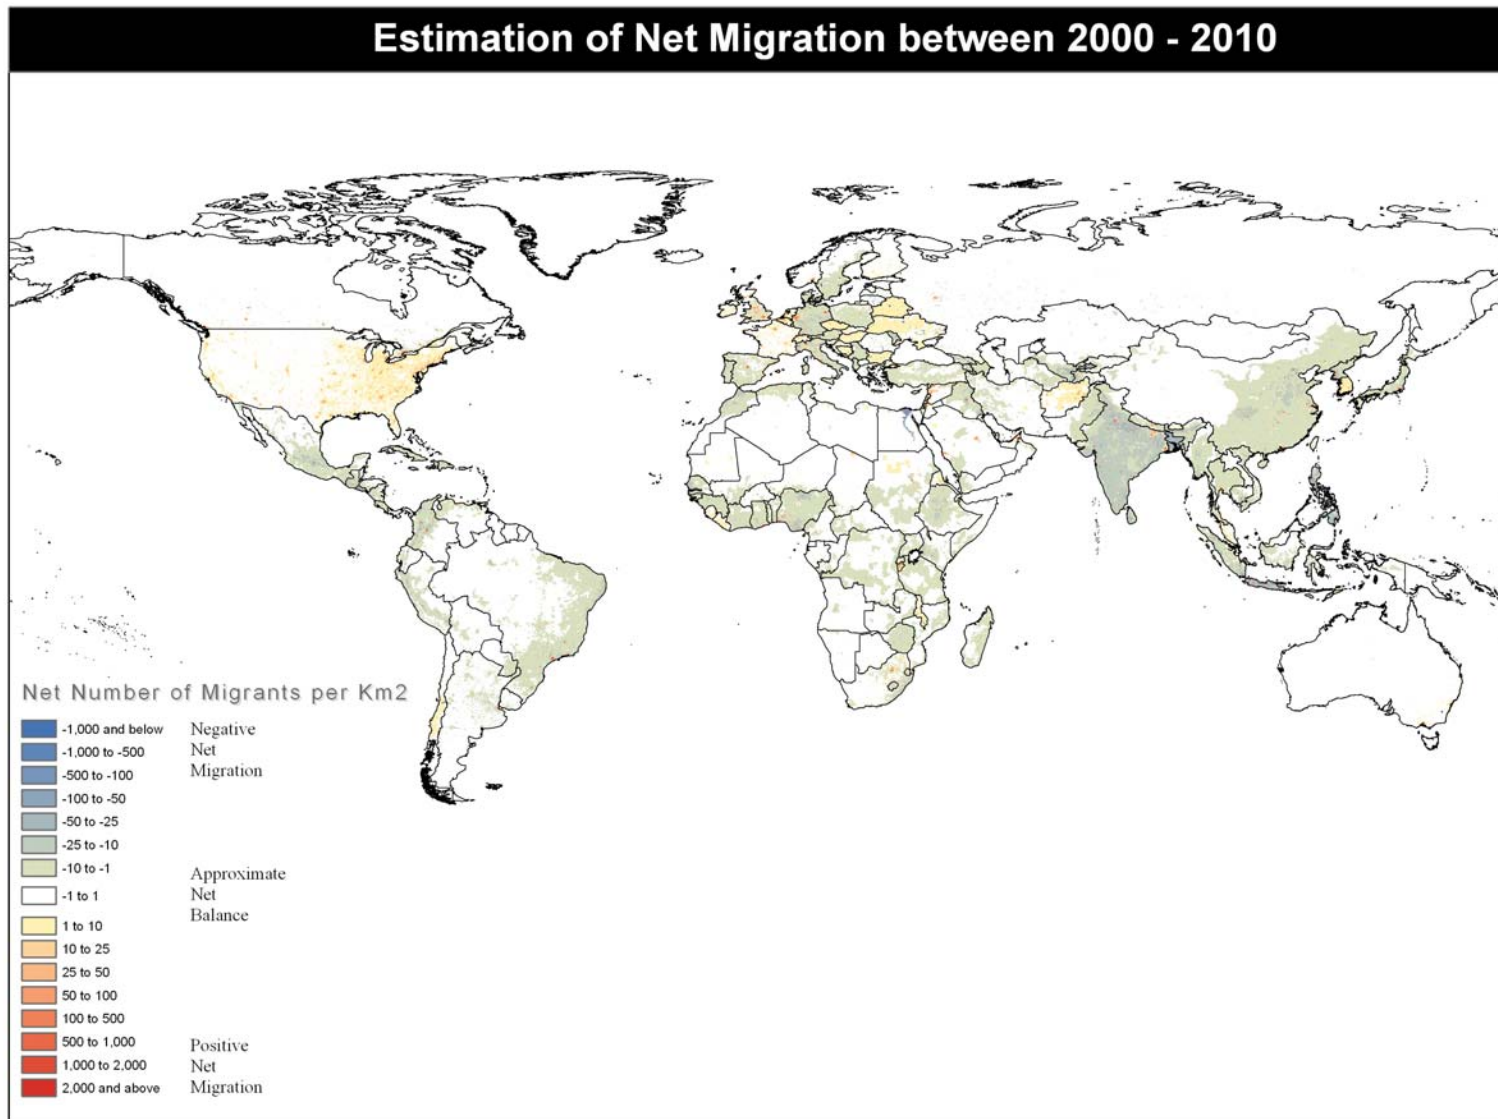 Estimation of Net Migration between 2000 - 2010
Net Number of Migrants per Km2
-1,000 and below
-1,000 to -500
-500 to -100
-100 to -50
-50 to -25
-25 to -10
-10 to -1
-1 to 1
1 to 10
10 to 25
25 to 50
50 to 100
100 to 500
500 to 1,000
1,000 to 2,000
2,000 and above
Negative
Net
Migration
Approximate
Net
Balance
Positive
Net
Migration